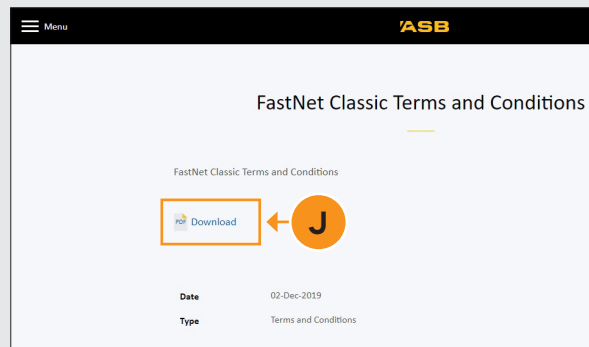 Menu
ASB
FastNet Classic Terms and Conditions
FastNet Classic Terms and Conditions
PDF Download
J
Date 02-Dec-2019
Type Terms and Conditions